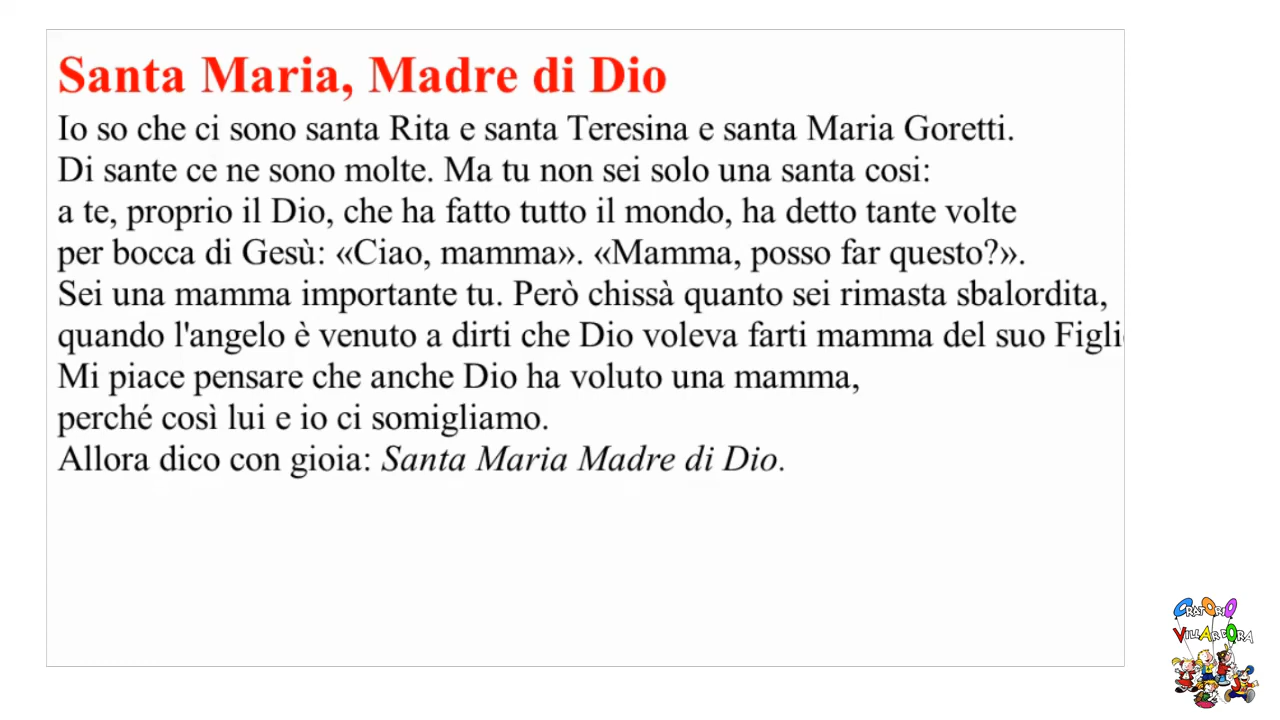 Santa Maria, Madre di Dio
Io so che ci sono santa Rita e santa Teresina e santa Maria Goretti.
Di sante ce ne sono molte. Ma tu non sei solo una santa cosi:
a te, proprio il Dio, che ha fatto tutto il mondo, ha detto tante volte
per bocca di Gesù: «Ciao, mamma». «Mamma, posso far questo?».
Sei una mamma importante tu. Però chissà quanto sei rimasta sbalordita,
quando l'angelo è venuto a dirti che Dio voleva farti mamma del suo Figli
Mi piace pensare che anche Dio ha voluto una mamma,
perché così lui e io ci somigliamo.
Allora dico con gioia: Santa Maria Madre di Dio.
ORATORIO
VILLARDORA